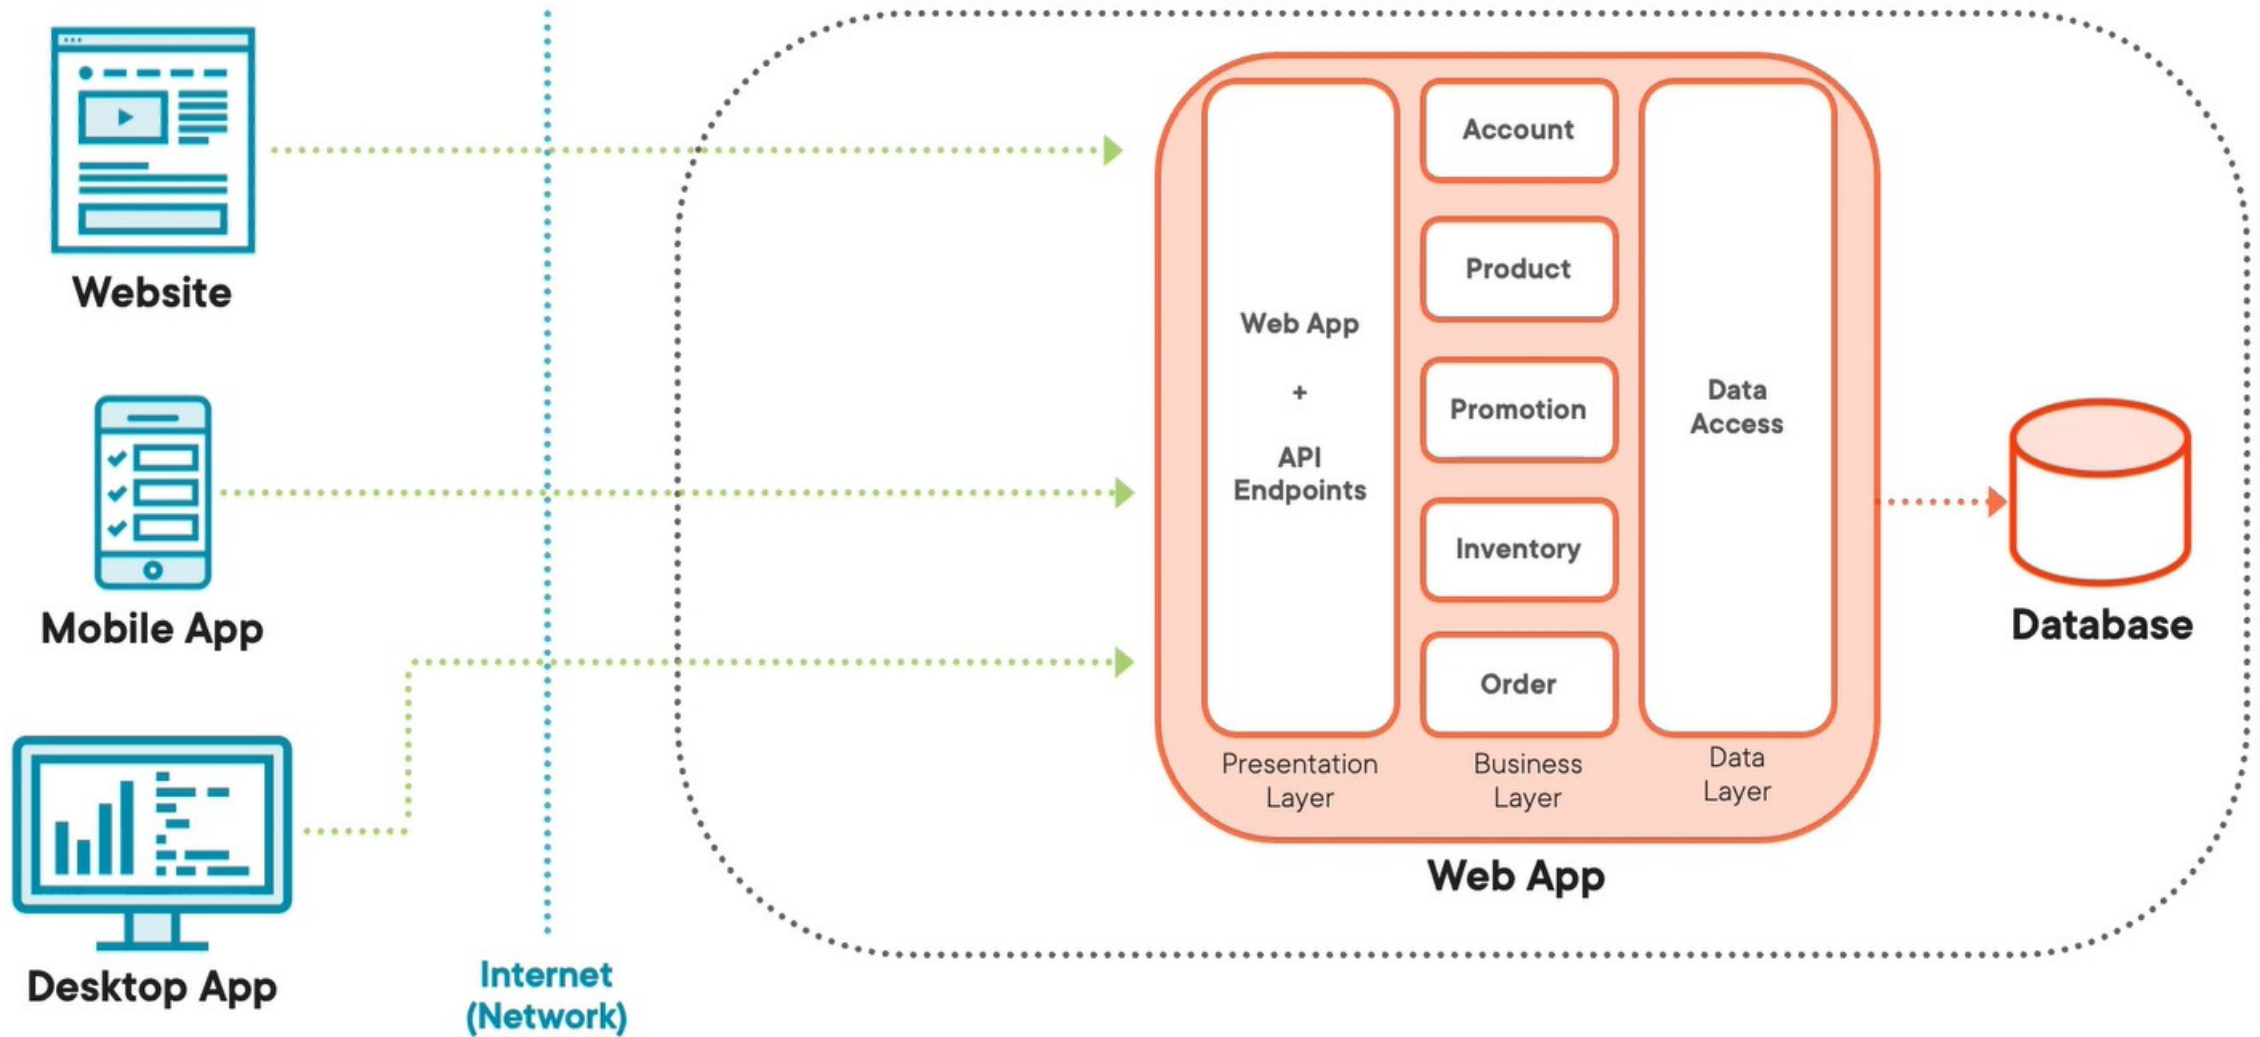 Website
Mobile App
Desktop App
Internet
(Network)
Web App
+
API
Endpoints
Presentation
Layer
Account
Product
Promotion
Inventory
Order
Business
Layer
Data
Access
Data
Layer
Web App
Database